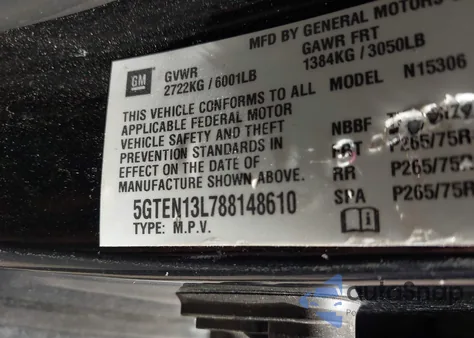 MFD BY GENERAL MOTORS
GM
GVWR
2722KG / 6001LB
GAWR FRT
1384KG / 3050LB
THIS VEHICLE CONFORMS TO ALL
APPLICABLE FEDERAL MOTOR
VEHICLE SAFETY AND THEFT
PREVENTION STANDARDS IN
EFFECT ON THE DATE OF
MANUFACTURE SHOWN ABOVE.
MODEL N15306
NBBF
FRT P265/75R
RR P265/75
SPA P265/75R
5GTEN13L788148610
TYPE: M.P.V.
AutoSnap